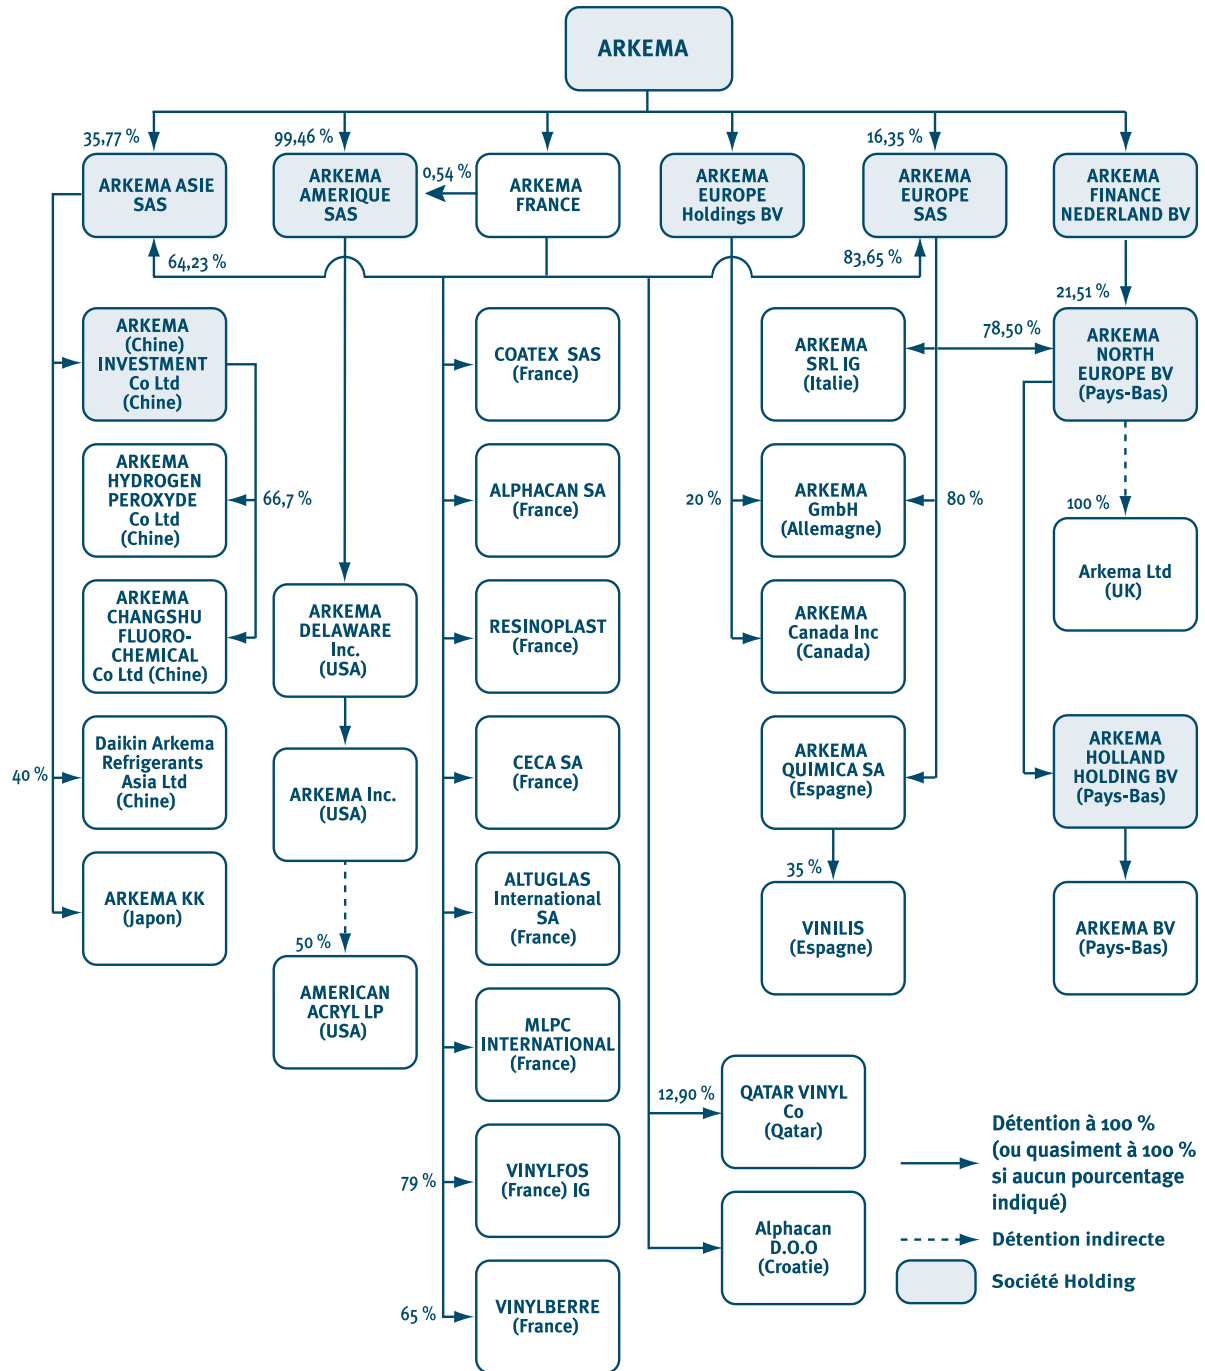 ARKEMA
35,77 %
99,46 %
16,35 %
ARKEMA ASIE
SAS
ARKEMA
AMERIQUE
SAS
0,54 %
ARKEMA
FRANCE
ARKEMA
EUROPE
Holdings BV
ARKEMA
EUROPE
SAS
ARKEMA
FINANCE
NEDERLAND BV
64,23 %
83,65 %
21,51 %
ARKEMA
(Chine)
INVESTMENT
Co Ltd
(Chine)
COATEX SAS
(France)
ARKEMA
SRL IG
(Italie)
78,50 %
ARKEMA
NORTH
EUROPE BV
(Pays-Bas)
ARKEMA
HYDROGEN
PEROXYDE
Co Ltd
(Chine)
66,7 %
ALPHACAN SA
(France)
20 %
ARKEMA
GmbH
(Allemagne)
80 %
100 %
Arkema Ltd
(UK)
ARKEMA
CHANGSHU
FLUORO-
CHEMICAL
Co Ltd (Chine)
ARKEMA
DELAWARE
Inc.
(USA)
RESINOPLAST
(France)
ARKEMA
Canada Inc
(Canada)
40 %
Daikin Arkema
Refrigerants
Asia Ltd
(Chine)
ARKEMA Inc.
(USA)
CECA SA
(France)
ARKEMA
QUIMICA SA
(Espagne)
ARKEMA
HOLLAND
HOLDING BV
(Pays-Bas)
ARKEMA KK
(Japon)
50 %
AMERICAN
ACRYL LP
(USA)
ALTUGLAS
International
SA
(France)
35 %
VINILIS
(Espagne)
ARKEMA BV
(Pays-Bas)
MLPC
INTERNATIONAL
(France)
12,90 %
QATAR VINYL
Co
(Qatar)
79 %
VINYLFOS
(France) IG
Alphacan
D.O.O
(Croatie)
65 %
VINYLBERRE
(France)
Détention à 100 %
(ou quasiment à 100 %
si aucun pourcentage
indiqué)
Détention indirecte
Société Holding